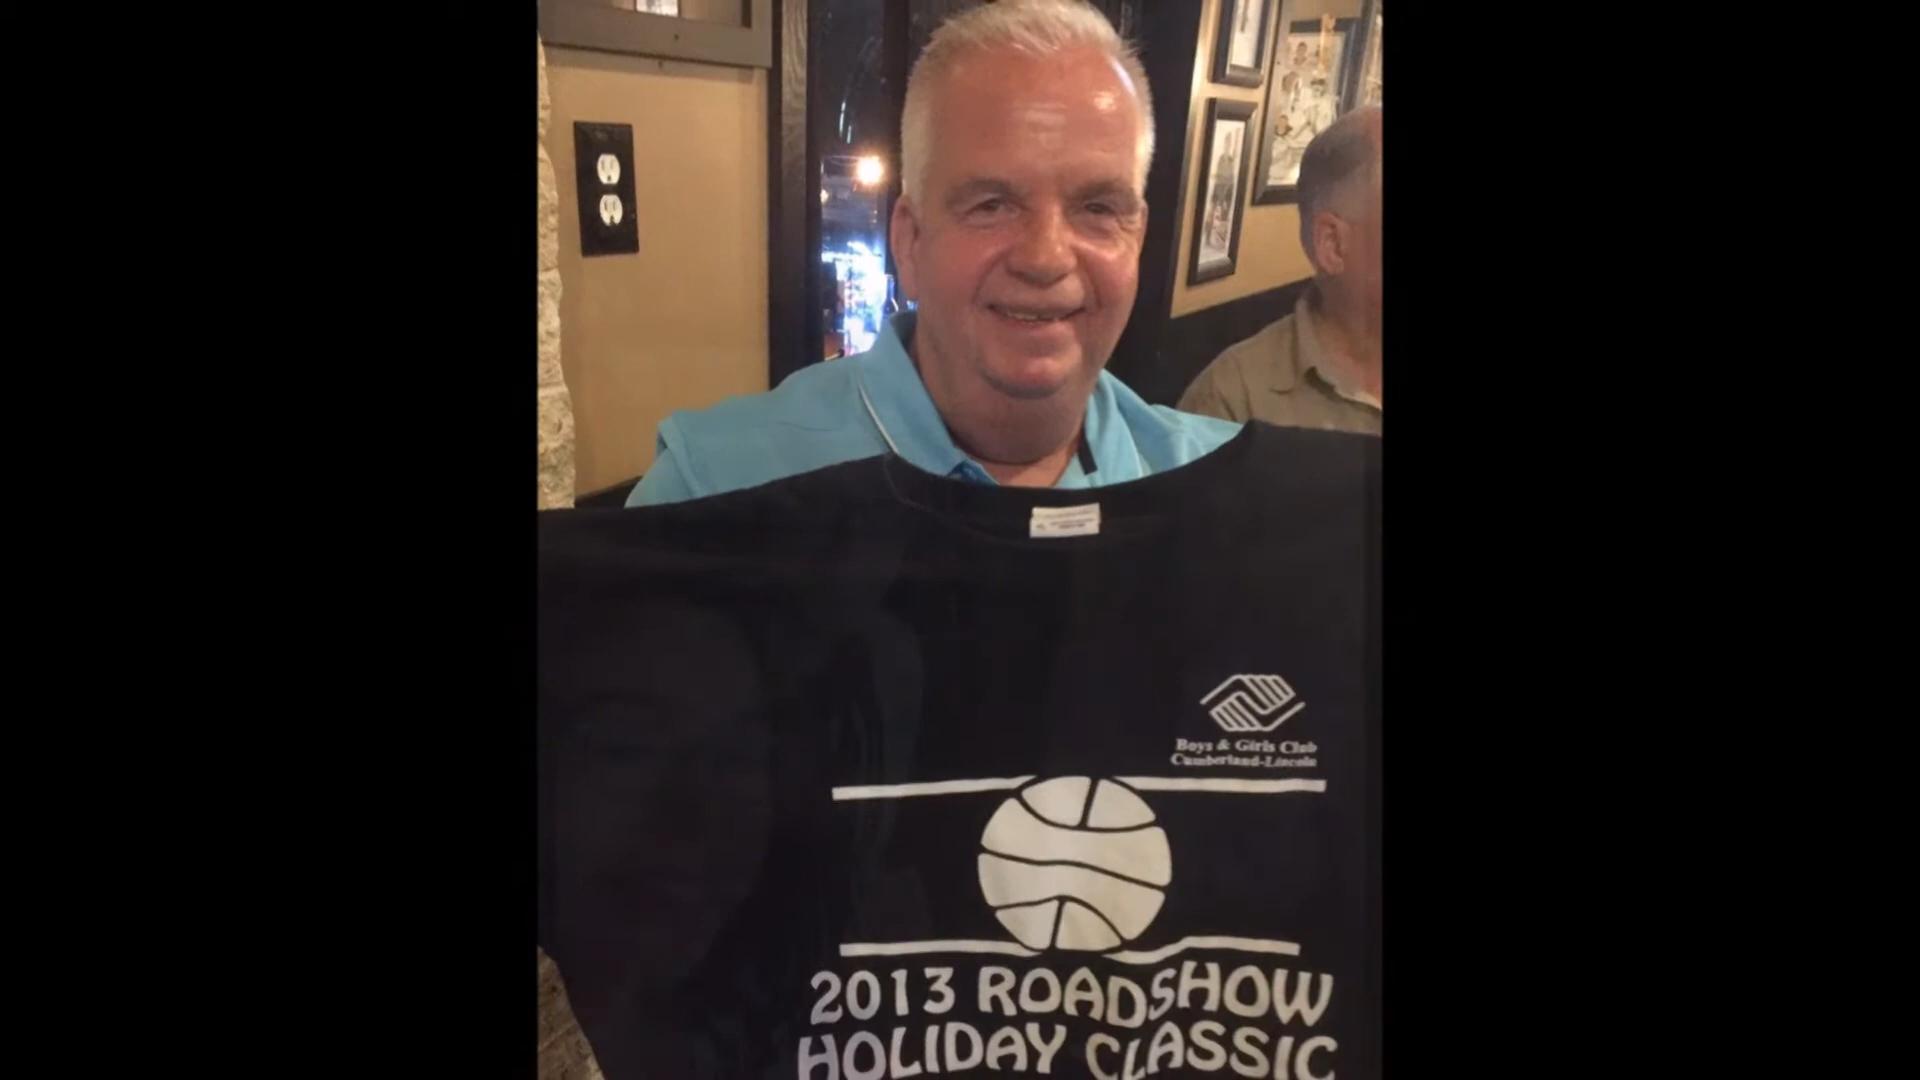 Boys & Girls Club
Cumberland-Lincoln
2013 ROADSHOW
HOLIDAY CLASSIC